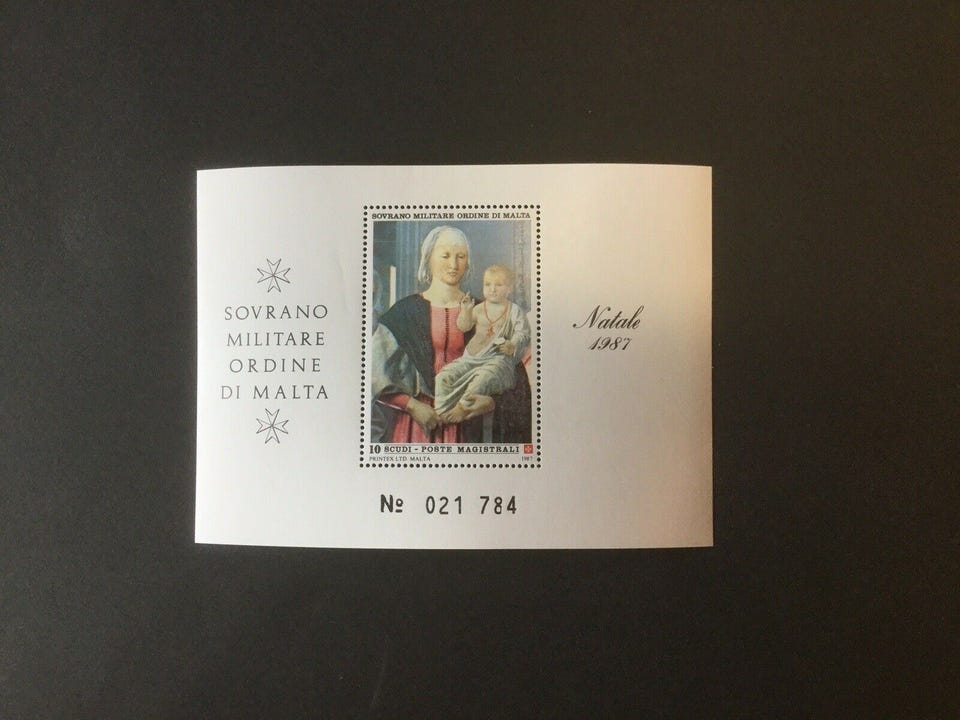 SOVRANO
MILITARE
ORDINE
DI MALTA
SOVRANO MILITARE ORDINE DI MALTA
10 SCUDI - POSTE MAGISTRALI
PRINTEX LTD. MALTA 1987
Natale
1987
№ 021 784